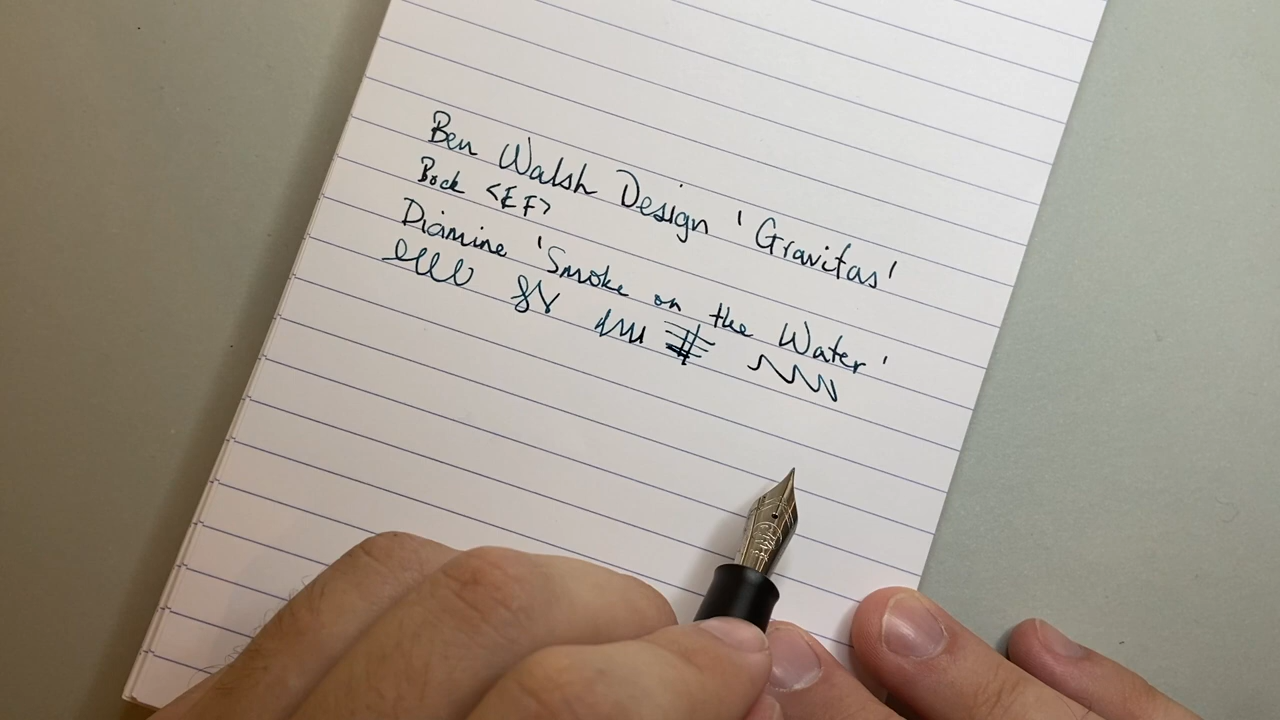 Ben Walsh Design 'Gravitas'
Bock <EF>
Diamine 'Smoke on the Water'